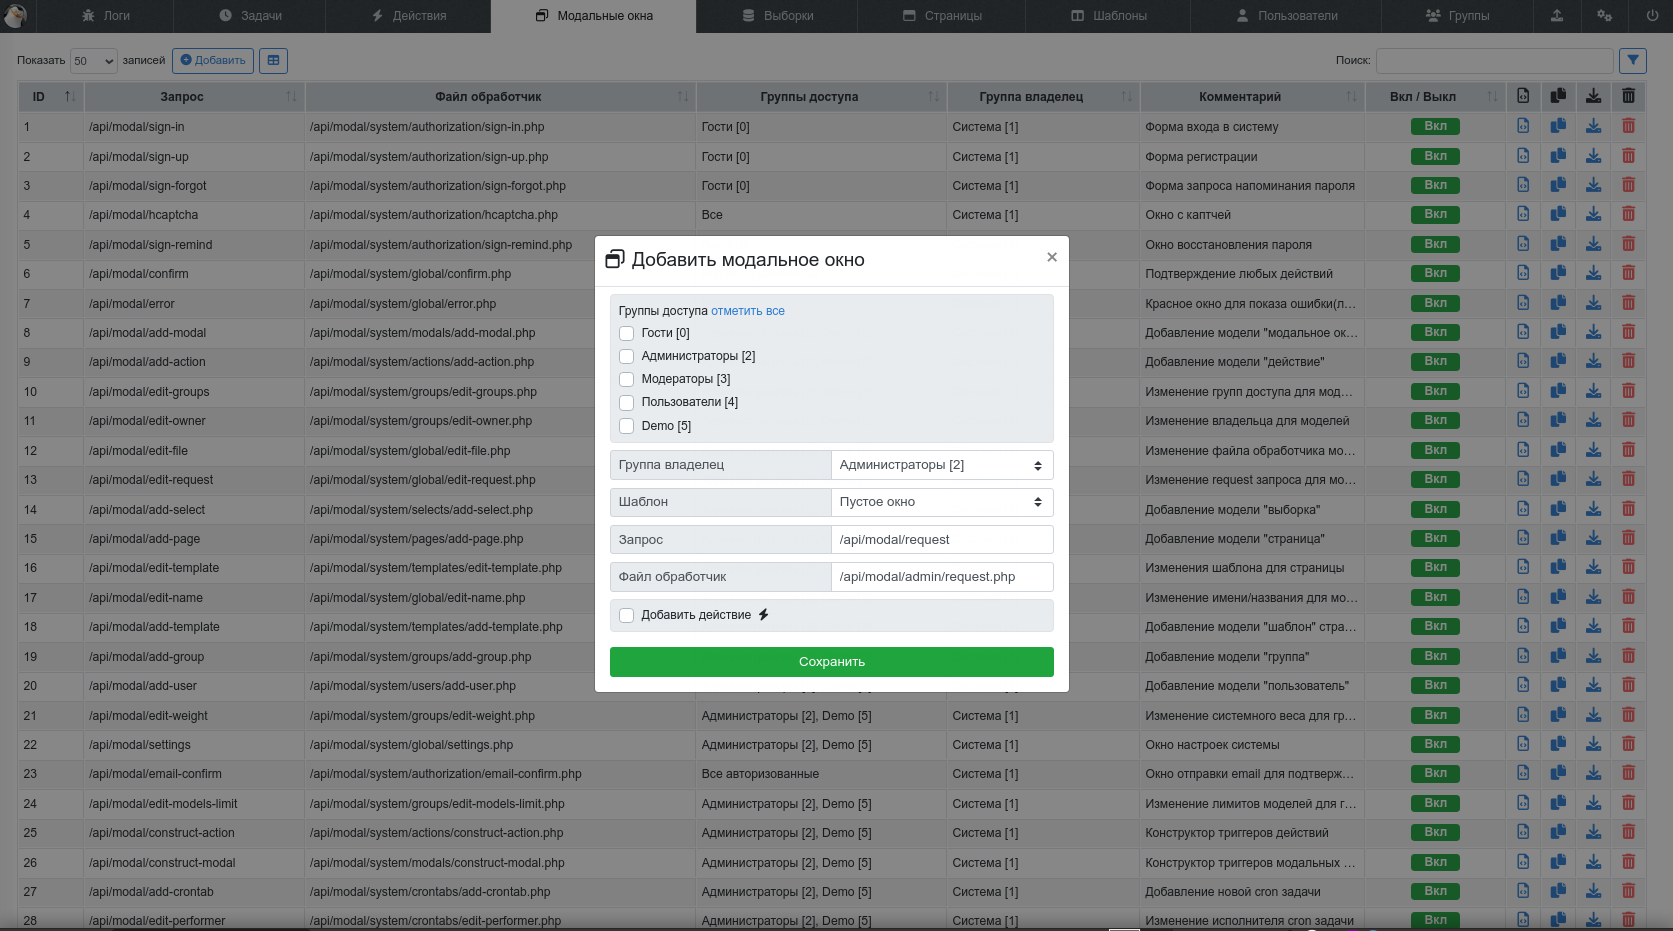 Логи Задачи Действия Модальные окна Выборки Страницы Шаблоны Пользователи Группы
Показать 50 записей Добавить Поиск:
ID Запрос Файл обработчик Группы доступа Группа владелец Комментарий Вкл / Выкл
1 /api/modal/sign-in /api/modal/system/authorization/sign-in.php Гости [0] Система [1] Форма входа в систему Вкл
2 /api/modal/sign-up /api/modal/system/authorization/sign-up.php Гости [0] Система [1] Форма регистрации Вкл
3 /api/modal/sign-forgot /api/modal/system/authorization/sign-forgot.php Гости [0] Система [1] Форма запроса напоминания пароля Вкл
4 /api/modal/hcaptcha /api/modal/system/authorization/hcaptcha.php Все Система [1] Окно с каптчей Вкл
5 /api/modal/sign-remind /api/modal/system/authorization/sign-remind.php Окно восстановления пароля Вкл
6 /api/modal/confirm /api/modal/system/global/confirm.php Подтверждение любых действий Вкл
7 /api/modal/error /api/modal/system/global/error.php Красное окно для показа ошибки(л... Вкл
8 /api/modal/add-modal /api/modal/system/modals/add-modal.php Добавление модели "модальное ок... Вкл
9 /api/modal/add-action /api/modal/system/actions/add-action.php Добавление модели "действие" Вкл
10 /api/modal/edit-groups /api/modal/system/groups/edit-groups.php Изменение групп доступа для мод... Вкл
11 /api/modal/edit-owner /api/modal/system/groups/edit-owner.php Изменение владельца для моделей Вкл
12 /api/modal/edit-file /api/modal/system/global/edit-file.php Изменение файла обработчика мо... Вкл
13 /api/modal/edit-request /api/modal/system/global/edit-request.php Изменение request запроса для мо... Вкл
14 /api/modal/add-select /api/modal/system/selects/add-select.php Добавление модели "выборка" Вкл
15 /api/modal/add-page /api/modal/system/pages/add-page.php Добавление модели "страница" Вкл
16 /api/modal/edit-template /api/modal/system/templates/edit-template.php Изменения шаблона для страницы Вкл
17 /api/modal/edit-name /api/modal/system/global/edit-name.php Изменение имени/названия для мо... Вкл
18 /api/modal/add-template /api/modal/system/templates/add-template.php Добавление модели "шаблон" стра... Вкл
19 /api/modal/add-group /api/modal/system/groups/add-group.php Добавление модели "группа" Вкл
20 /api/modal/add-user /api/modal/system/users/add-user.php Добавление модели "пользователь" Вкл
21 /api/modal/edit-weight /api/modal/system/groups/edit-weight.php Администраторы [2], Demo [5] Система [1] Изменение системного веса для гр... Вкл
22 /api/modal/settings /api/modal/system/global/settings.php Администраторы [2], Demo [5] Система [1] Окно настроек системы Вкл
23 /api/modal/email-confirm /api/modal/system/authorization/email-confirm.php Все авторизованные Система [1] Окно отправки email для подтверж... Вкл
24 /api/modal/edit-models-limit /api/modal/system/groups/edit-models-limit.php Администраторы [2], Demo [5] Система [1] Изменение лимитов моделей для г... Вкл
25 /api/modal/construct-action /api/modal/system/actions/construct-action.php Администраторы [2], Demo [5] Система [1] Конструктор триггеров действий Вкл
26 /api/modal/construct-modal /api/modal/system/modals/construct-modal.php Администраторы [2], Demo [5] Система [1] Конструктор триггеров модальных ... Вкл
27 /api/modal/add-crontab /api/modal/system/crontabs/add-crontab.php Администраторы [2], Demo [5] Система [1] Добавление новой cron задачи Вкл
28 /api/modal/edit-performer /api/modal/system/crontabs/edit-performer.php Администраторы [2], Demo [5] Система [1] Изменение исполнителя cron задачи Вкл
Добавить модальное окно ×
Группы доступа отметить все
Гости [0]
Администраторы [2]
Модераторы [3]
Пользователи [4]
Demo [5]
Группа владелец Администраторы [2]
Шаблон Пустое окно
Запрос /api/modal/request
Файл обработчик /api/modal/admin/request.php
Добавить действие
Сохранить